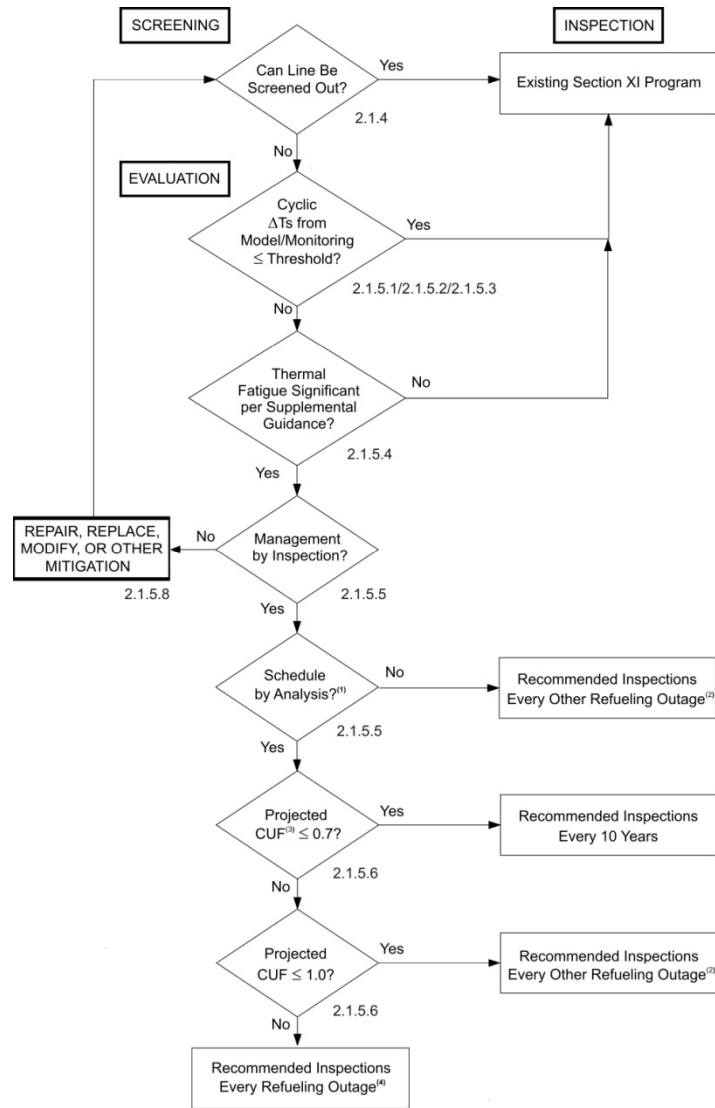 SCREENING
INSPECTION
Can Line Be
Screened Out?
Yes
Existing Section XI Program
2.1.4
No
EVALUATION
Cyclic
ΔTs from
Model/Monitoring
≤ Threshold?
Yes
2.1.5.1/2.1.5.2/2.1.5.3
No
Thermal
Fatigue Significant
per Supplemental
Guidance?
No
2.1.5.4
Yes
REPAIR, REPLACE,
MODIFY, OR OTHER
MITIGATION
No
Management
by Inspection?
2.1.5.8
2.1.5.5
Yes
Schedule
by Analysis?(1)
No
Recommended Inspections
Every Other Refueling Outage(2)
2.1.5.5
Yes
Projected
CUF(3) ≤ 0.7?
Yes
Recommended Inspections
Every 10 Years
2.1.5.6
No
Projected
CUF ≤ 1.0?
Yes
Recommended Inspections
Every Other Refueling Outage(2)
2.1.5.6
No
Recommended Inspections
Every Refueling Outage(4)